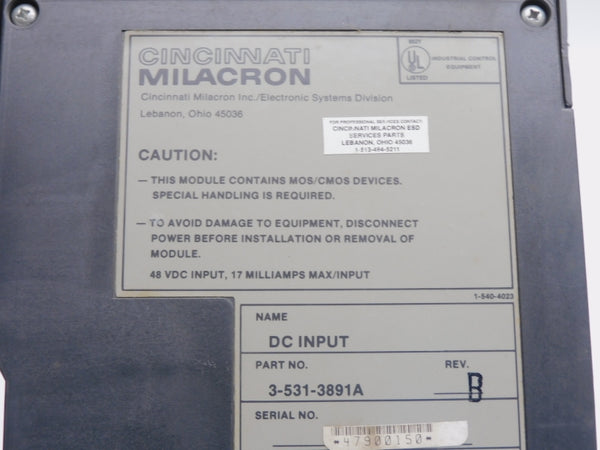 CINCINNATI
MILACRON
Cincinnati Milacron Inc./Electronic Systems Division
Lebanon, Ohio 45036
992Y
UL
LISTED
INDUSTRIAL CONTROL
EQUIPMENT
FOR PROFESSIONAL SERVICES CONTACT:
CINCINNATI MILACRON ESD
SERVICES PARTS
LEBANON, OHIO 45036
1-513-494-5211
CAUTION:
— THIS MODULE CONTAINS MOS/CMOS DEVICES.
SPECIAL HANDLING IS REQUIRED.
— TO AVOID DAMAGE TO EQUIPMENT, DISCONNECT
POWER BEFORE INSTALLATION OR REMOVAL OF
MODULE.
48 VDC INPUT, 17 MILLIAMPS MAX/INPUT
1-540-4023
NAME
DC INPUT
PART NO.
REV.
3-531-3891A
B
SERIAL NO.
*47900150*